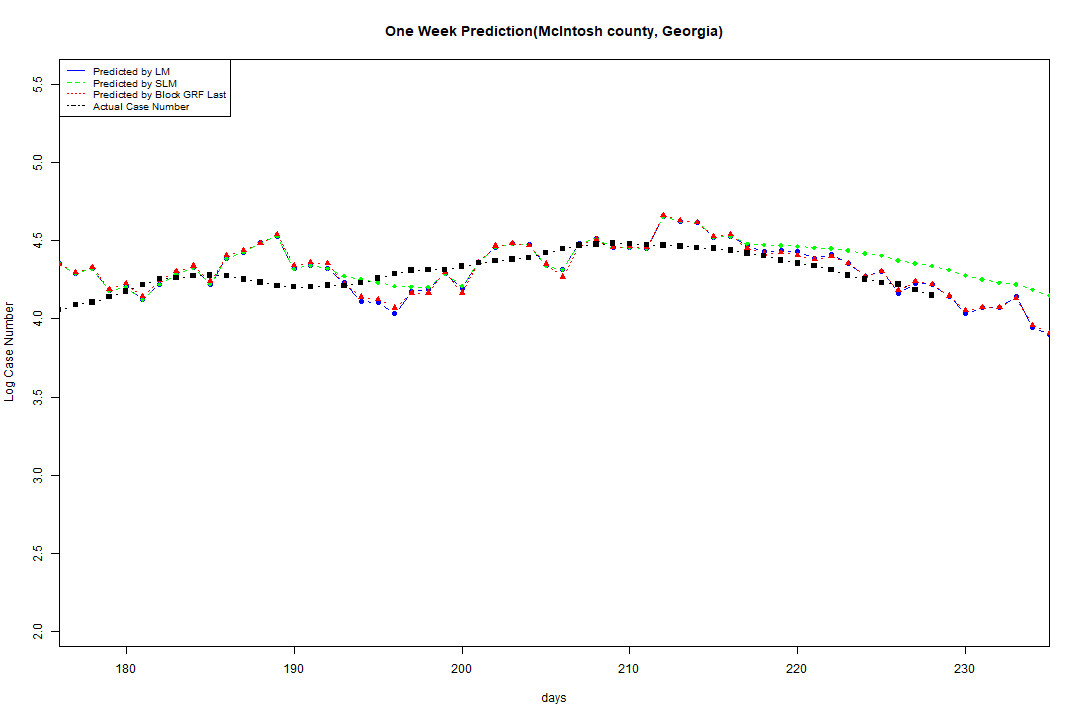 One Week Prediction(McIntosh county, Georgia)
Predicted by LM
Predicted by SLM
Predicted by Block GRF Last
Actual Case Number
5.5
5.0
4.5
4.0
3.5
3.0
2.5
2.0
Log Case Number
180 190 200 210 220 230
days